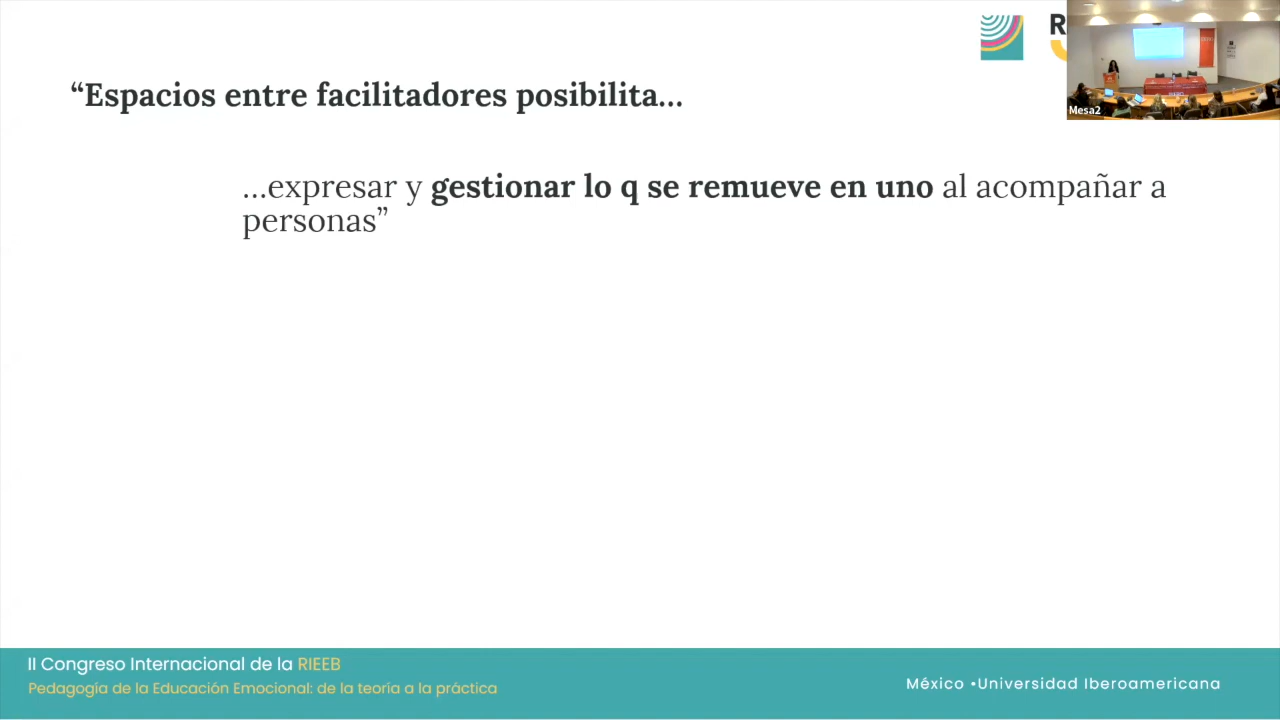 “Espacios entre facilitadores posibilita...
...expresar y gestionar lo q se remueve en uno al acompañar a
personas”
Mesa2
II Congreso Internacional de la RIEEB
Pedagogía de la Educación Emocional: de la teoría a la práctica
México •Universidad Iberoamericana